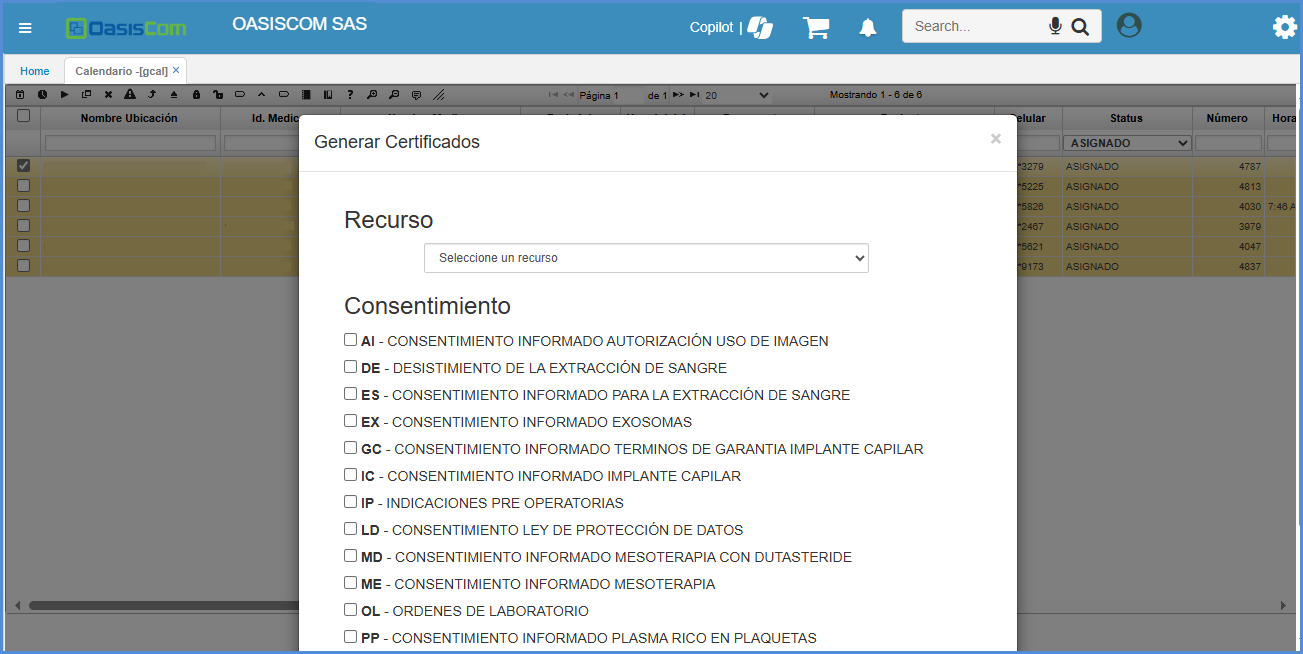 OasisCom
OASISCOM SAS
Copilot |
Search...
Home
Calendario -[gcal] ×
Página 1 de 1
20
Mostrando 1 - 6 de 6
Nombre Ubicación
Id. Medic
Status
Número
Hora
ASIGNADO
*3279 ASIGNADO 4787
*5225 ASIGNADO 4813
*5826 ASIGNADO 4030 7:46 A
*2467 ASIGNADO 3979
*5621 ASIGNADO 4047
*9173 ASIGNADO 4837
Generar Certificados
×
Recurso
Seleccione un recurso
Consentimiento
AI - CONSENTIMIENTO INFORMADO AUTORIZACIÓN USO DE IMAGEN
DE - DESISTIMIENTO DE LA EXTRACCIÓN DE SANGRE
ES - CONSENTIMIENTO INFORMADO PARA LA EXTRACCIÓN DE SANGRE
EX - CONSENTIMIENTO INFORMADO EXOSOMAS
GC - CONSENTIMIENTO INFORMADO TERMINOS DE GARANTIA IMPLANTE CAPILAR
IC - CONSENTIMIENTO INFORMADO IMPLANTE CAPILAR
IP - INDICACIONES PRE OPERATORIAS
LD - CONSENTIMIENTO LEY DE PROTECCIÓN DE DATOS
MD - CONSENTIMIENTO INFORMADO MESOTERAPIA CON DUTASTERIDE
ME - CONSENTIMIENTO INFORMADO MESOTERAPIA
OL - ORDENES DE LABORATORIO
PP - CONSENTIMIENTO INFORMADO PLASMA RICO EN PLAQUETAS